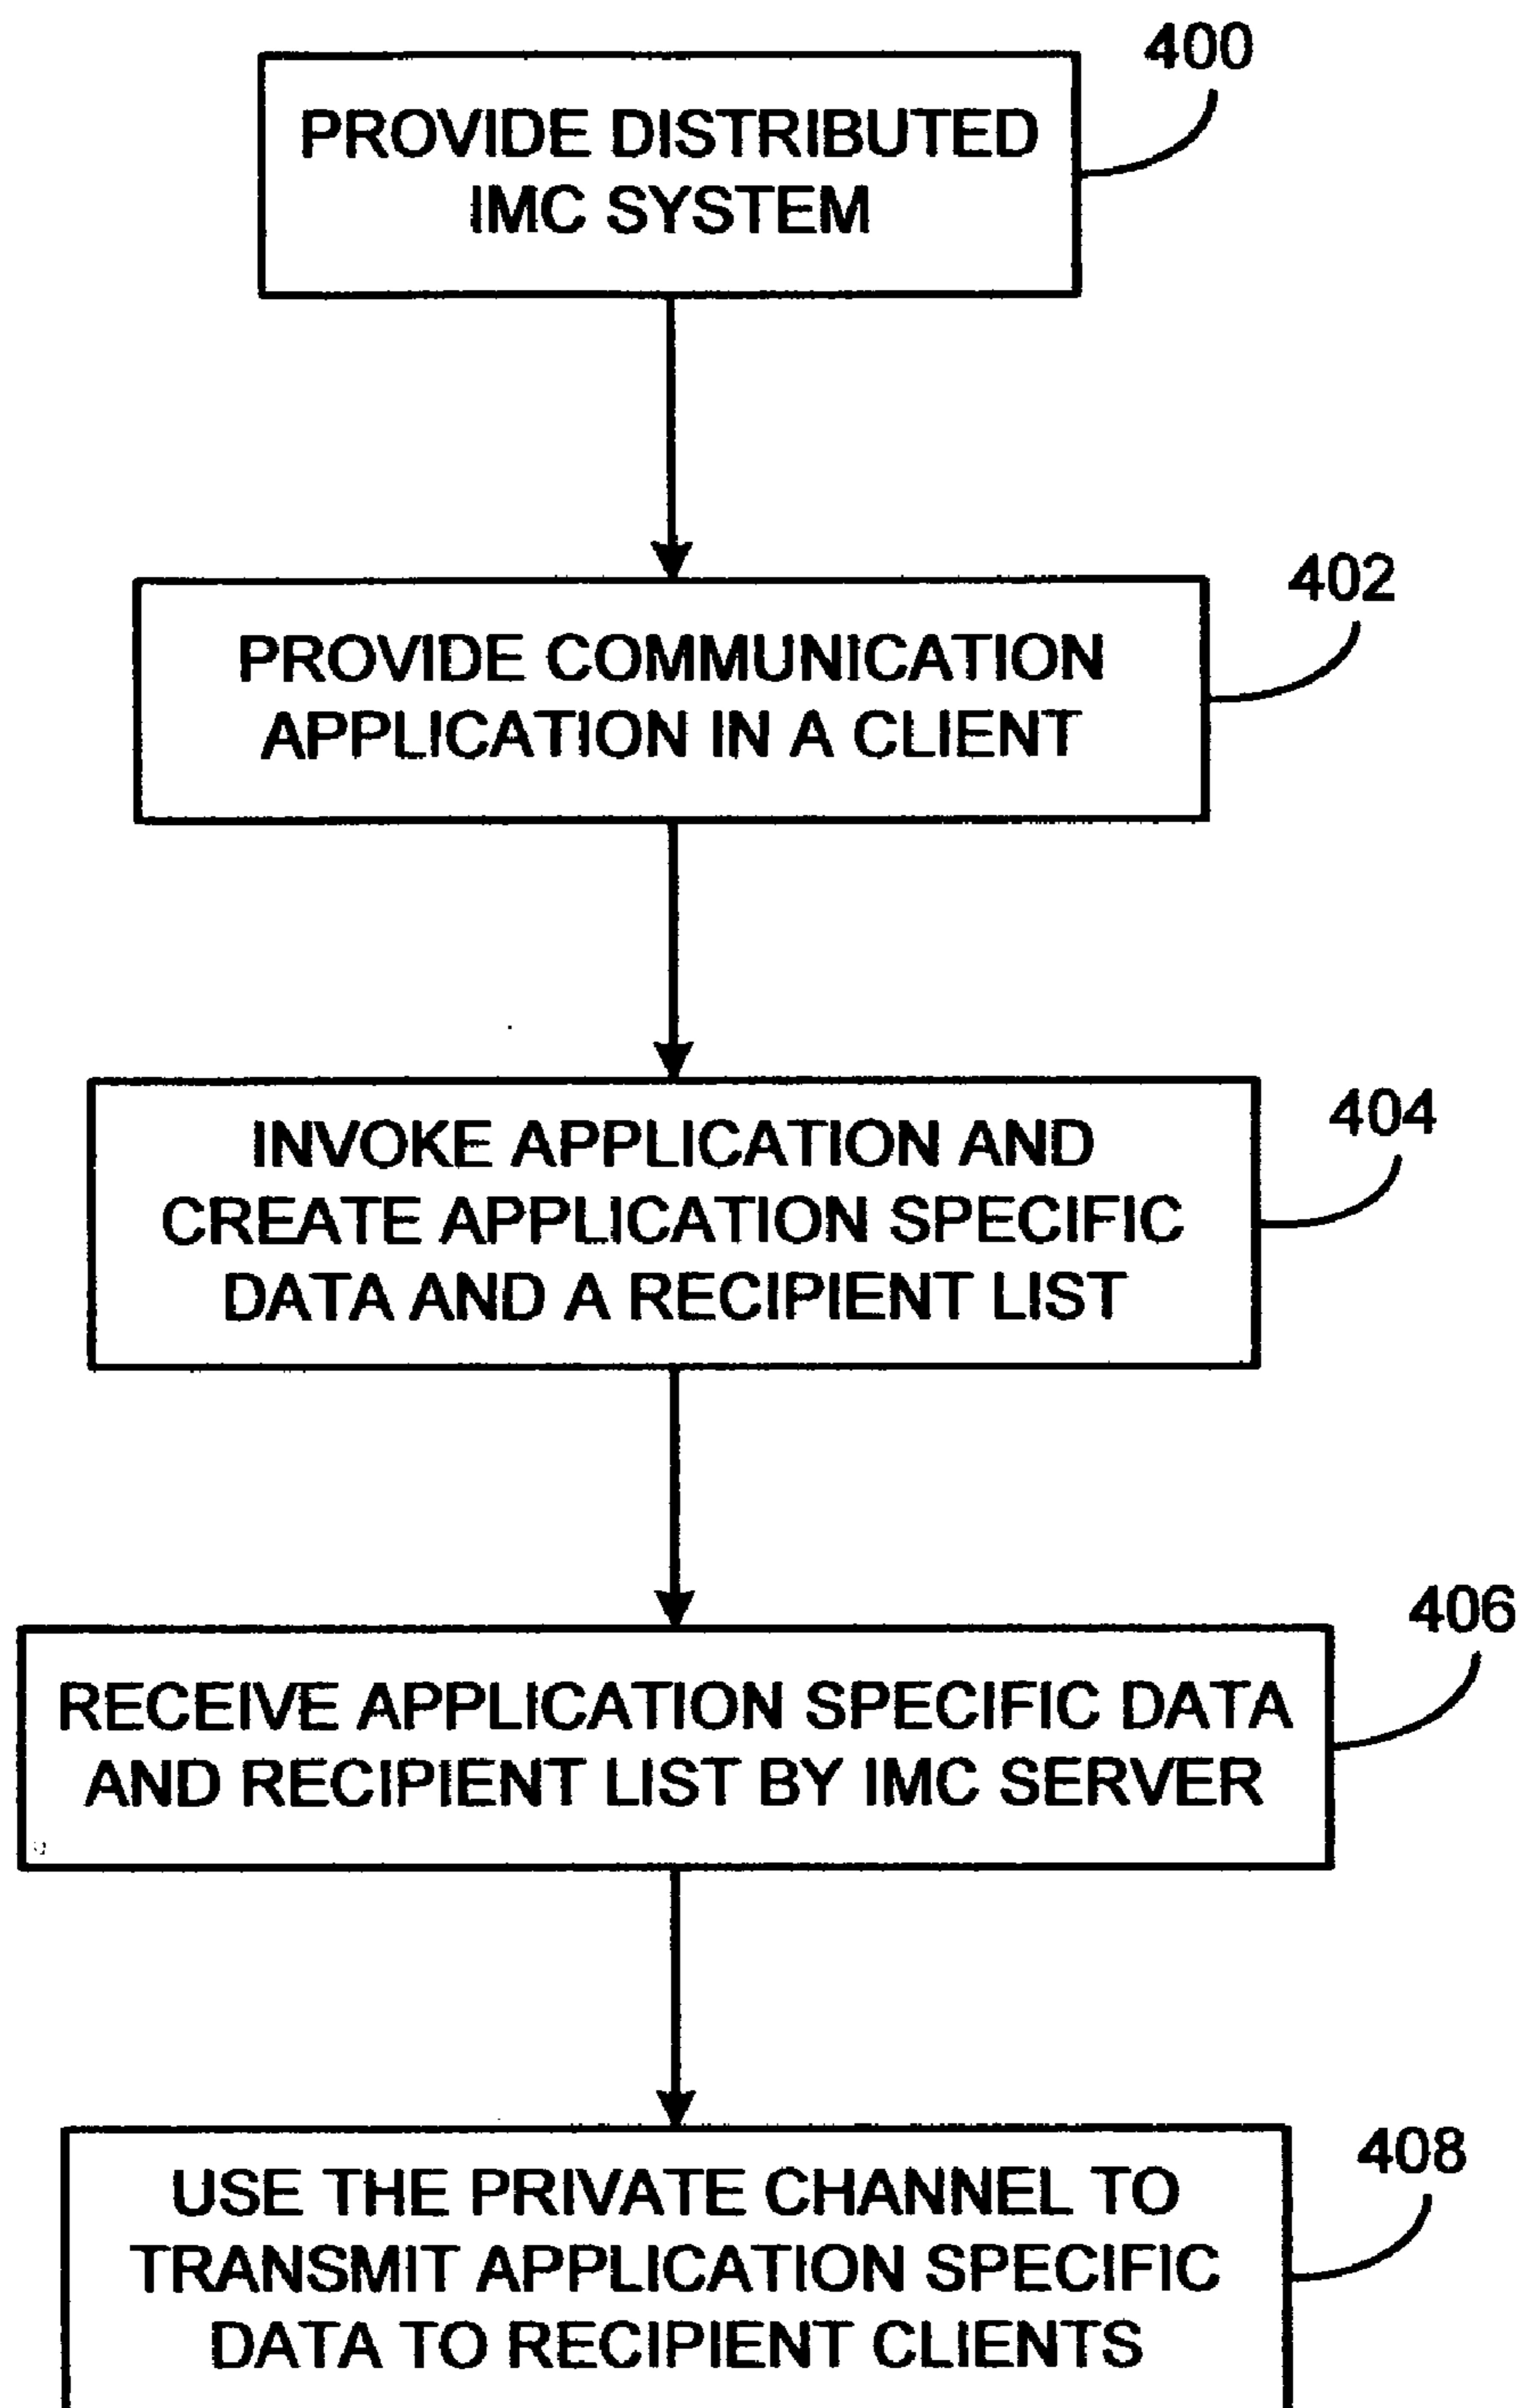 400
PROVIDE DISTRIBUTED
IMC SYSTEM
402
PROVIDE COMMUNICATION
APPLICATION IN A CLIENT
404
INVOKE APPLICATION AND
CREATE APPLICATION SPECIFIC
DATA AND A RECIPIENT LIST
406
RECEIVE APPLICATION SPECIFIC DATA
AND RECIPIENT LIST BY IMC SERVER
408
USE THE PRIVATE CHANNEL TO
TRANSMIT APPLICATION SPECIFIC
DATA TO RECIPIENT CLIENTS